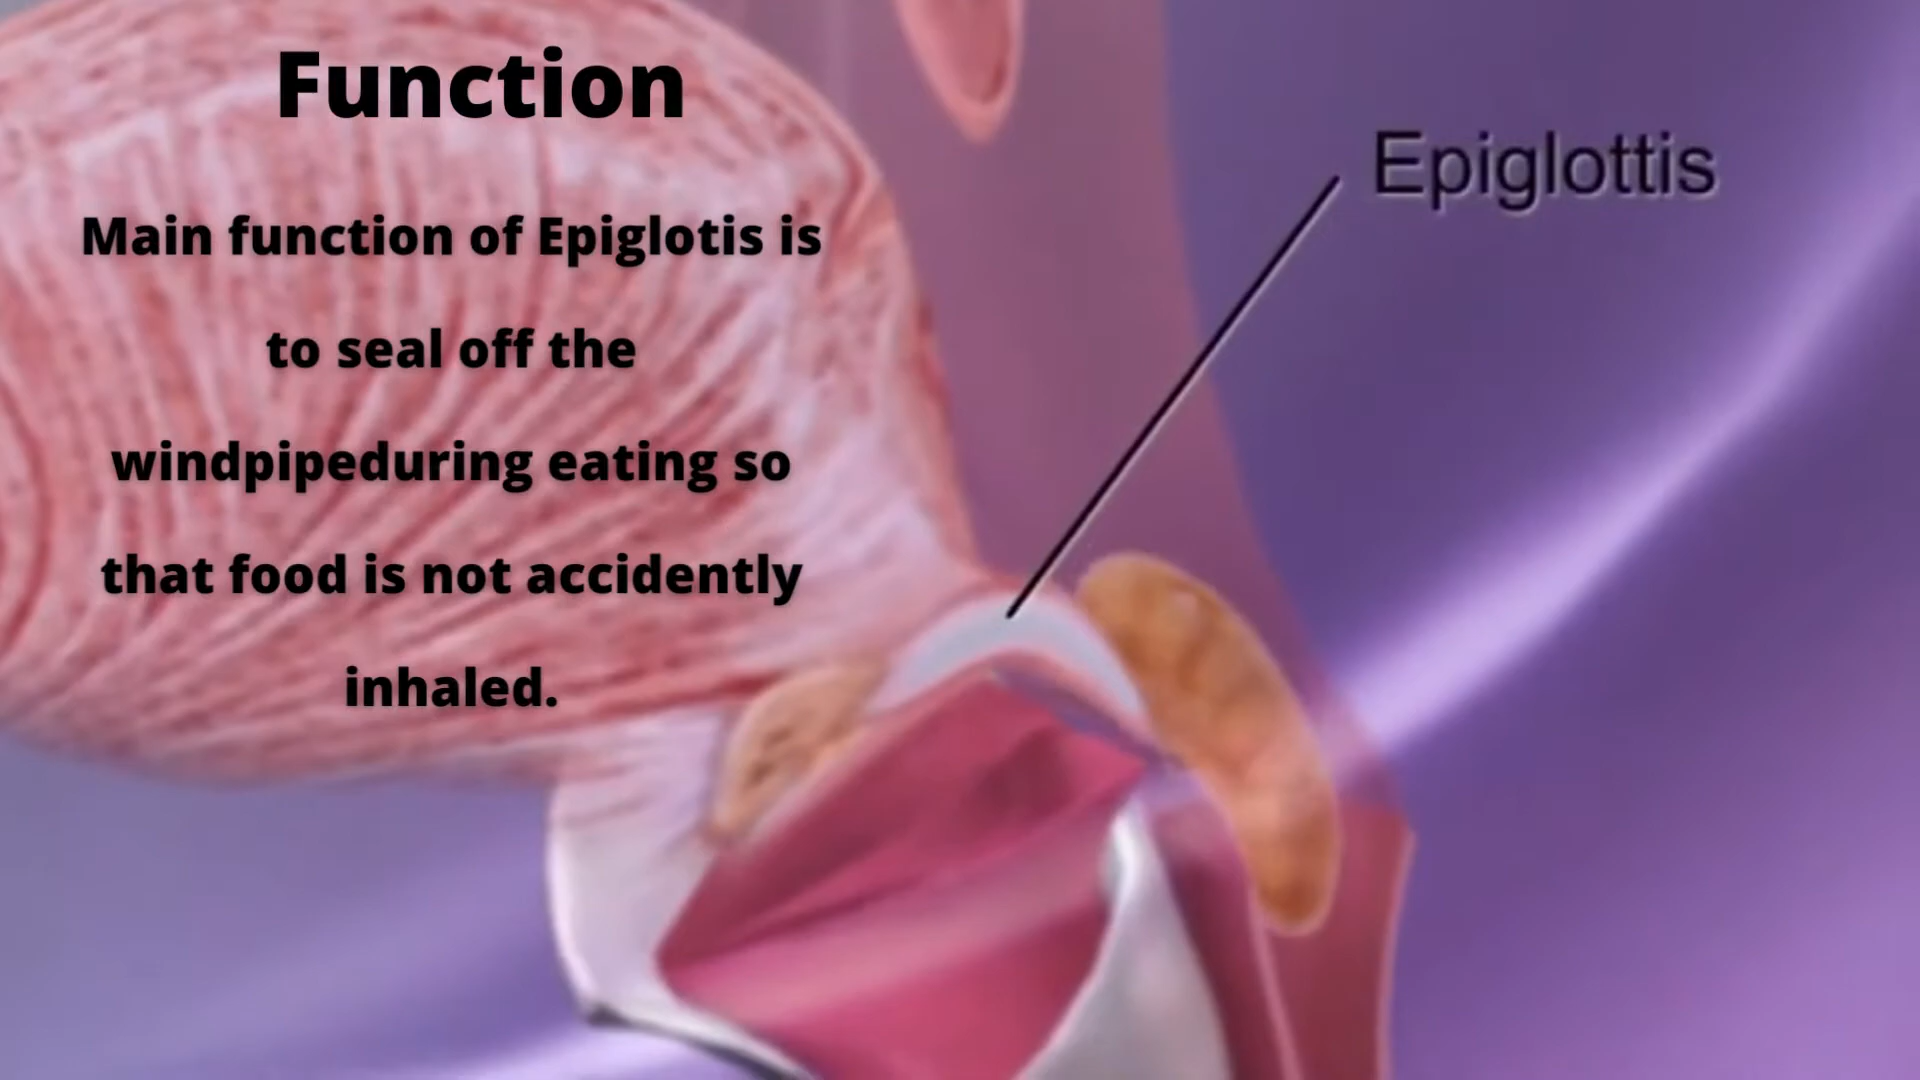 Function
Epiglottis
Main function of Epiglotis is
to seal off the
windpipeduring eating so
that food is not accidently
inhaled.